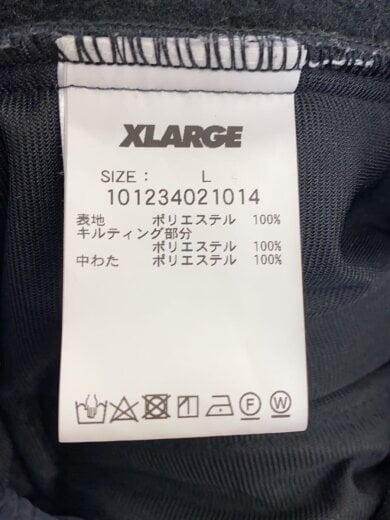 XLARGE
SIZE : L
101234021014
表地 ポリエステル 100%
キルティング部分
ポリエステル 100%
中わた ポリエステル 100%
F W